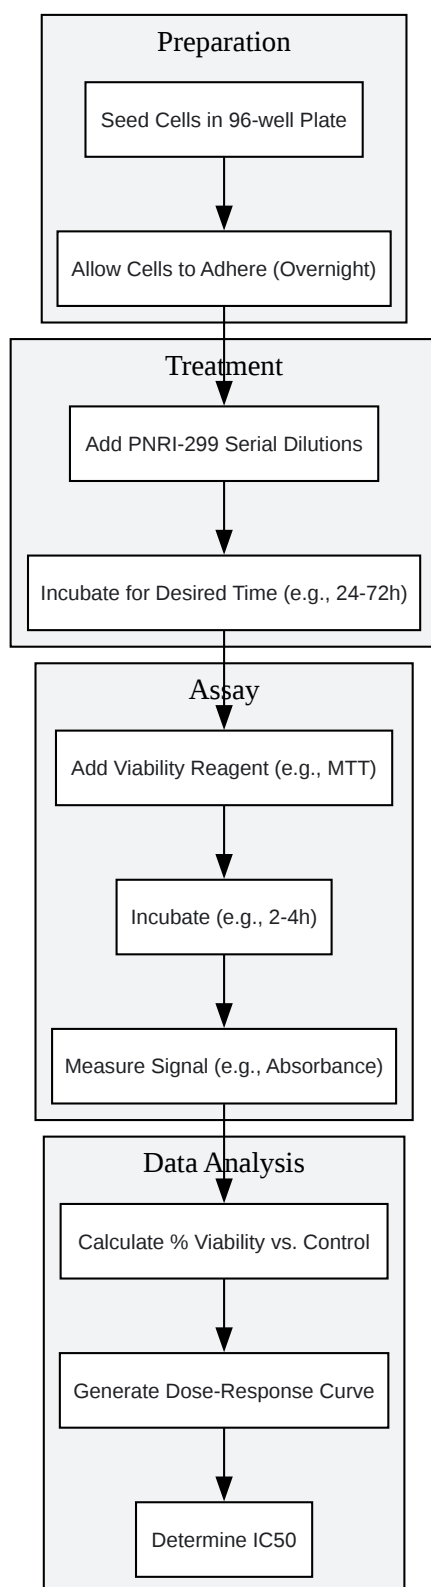 Preparation
Seed Cells in 96-well Plate
Allow Cells to Adhere (Overnight)
Treatment
Add PNRI-299 Serial Dilutions
Incubate for Desired Time (e.g., 24-72h)
Assay
Add Viability Reagent (e.g., MTT)
Incubate (e.g., 2-4h)
Measure Signal (e.g., Absorbance)
Data Analysis
Calculate % Viability vs. Control
Generate Dose-Response Curve
Determine IC50